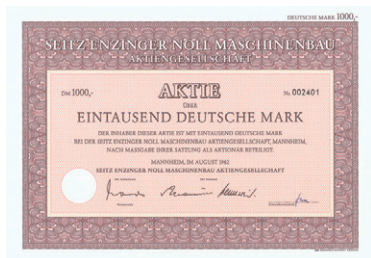 DEUTSCHE MARK 1000,-
SEITZ ENZINGER NOLL MASCHINENBAU
AKTIENGESELLSCHAFT
DM 1000,-
AKTIE
№ 002401
ÜBER
EINTAUSEND DEUTSCHE MARK
DER INHABER DIESER AKTIE IST MIT EINTAUSEND DEUTSCHE MARK
BEI DER SEITZ ENZINGER NOLL MASCHINENBAU AKTIENGESELLSCHAFT, MANNHEIM,
NACH MASSGABE IHRER SATZUNG ALS AKTIONÄR BETEILIGT.
MANNHEIM, IM AUGUST 1982
SEITZ ENZINGER NOLL MASCHINENBAU AKTIENGESELLSCHAFT